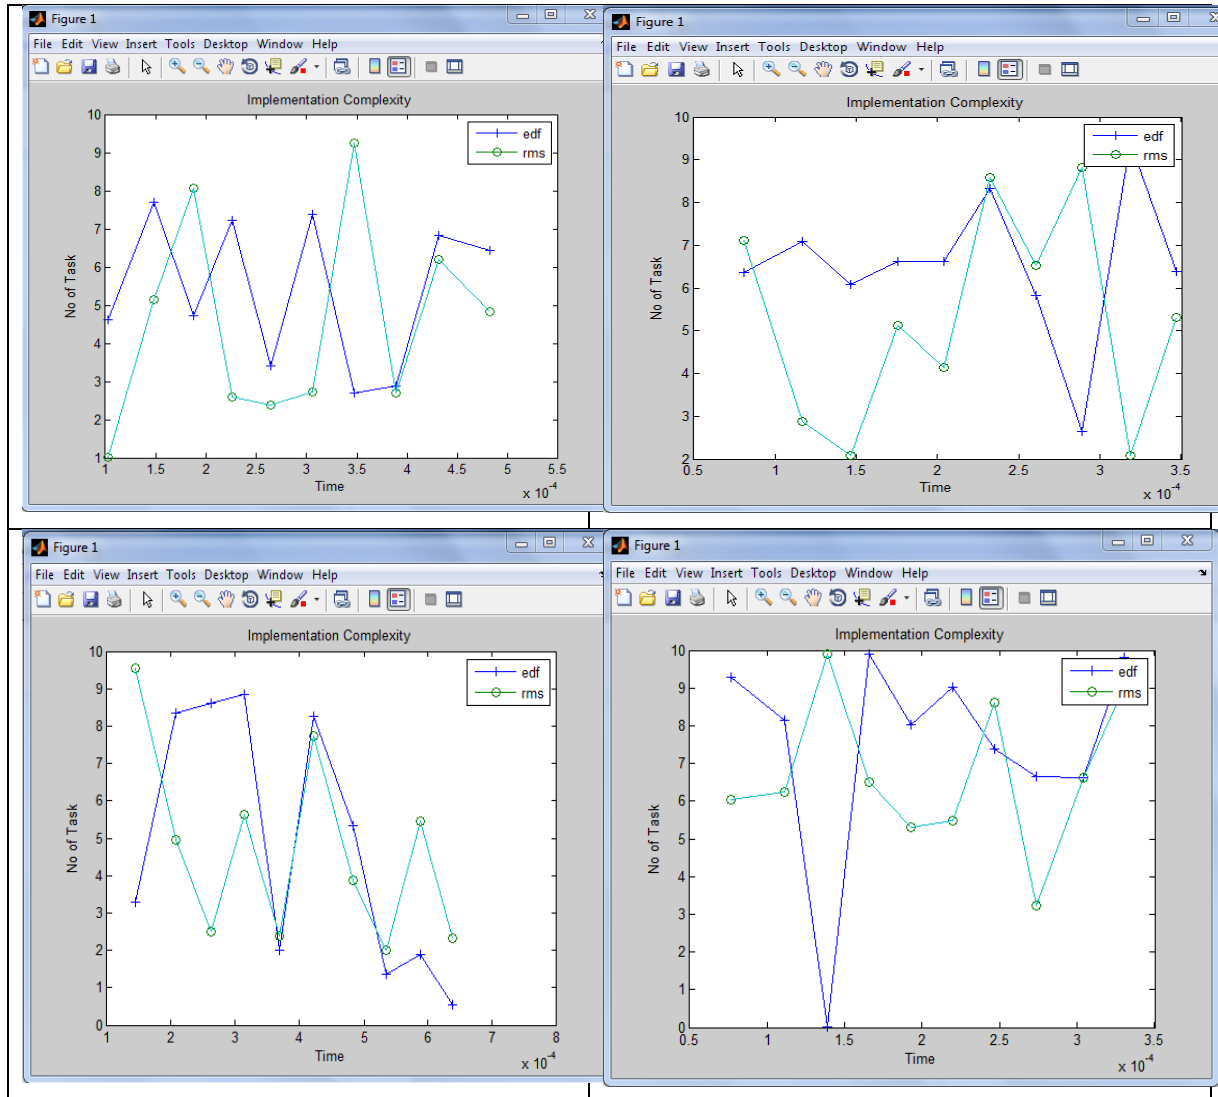 Figure 1
File Edit View Insert Tools Desktop Window Help
Implementation Complexity
10
9
8
7
6
5
4
3
2
1
No of Task
edf
rms
1 1.5 2 2.5 3 3.5 4 4.5 5 5.5
Time
x 10-4
Figure 1
File Edit View Insert Tools Desktop Window Help
Implementation Complexity
10
9
8
7
6
5
4
3
2
No of Task
edf
rms
0.5 1 1.5 2 2.5 3 3.5
Time
x 10-4
Figure 1
File Edit View Insert Tools Desktop Window Help
Implementation Complexity
10
9
8
7
6
5
4
3
2
1
0
No of Task
edf
rms
1 2 3 4 5 6 7 8
Time
x 10-4
Figure 1
File Edit View Insert Tools Desktop Window Help
Implementation Complexity
10
9
8
7
6
5
4
3
2
1
0
No of Task
edf
rms
0.5 1 1.5 2 2.5 3 3.5
Time
x 10-4